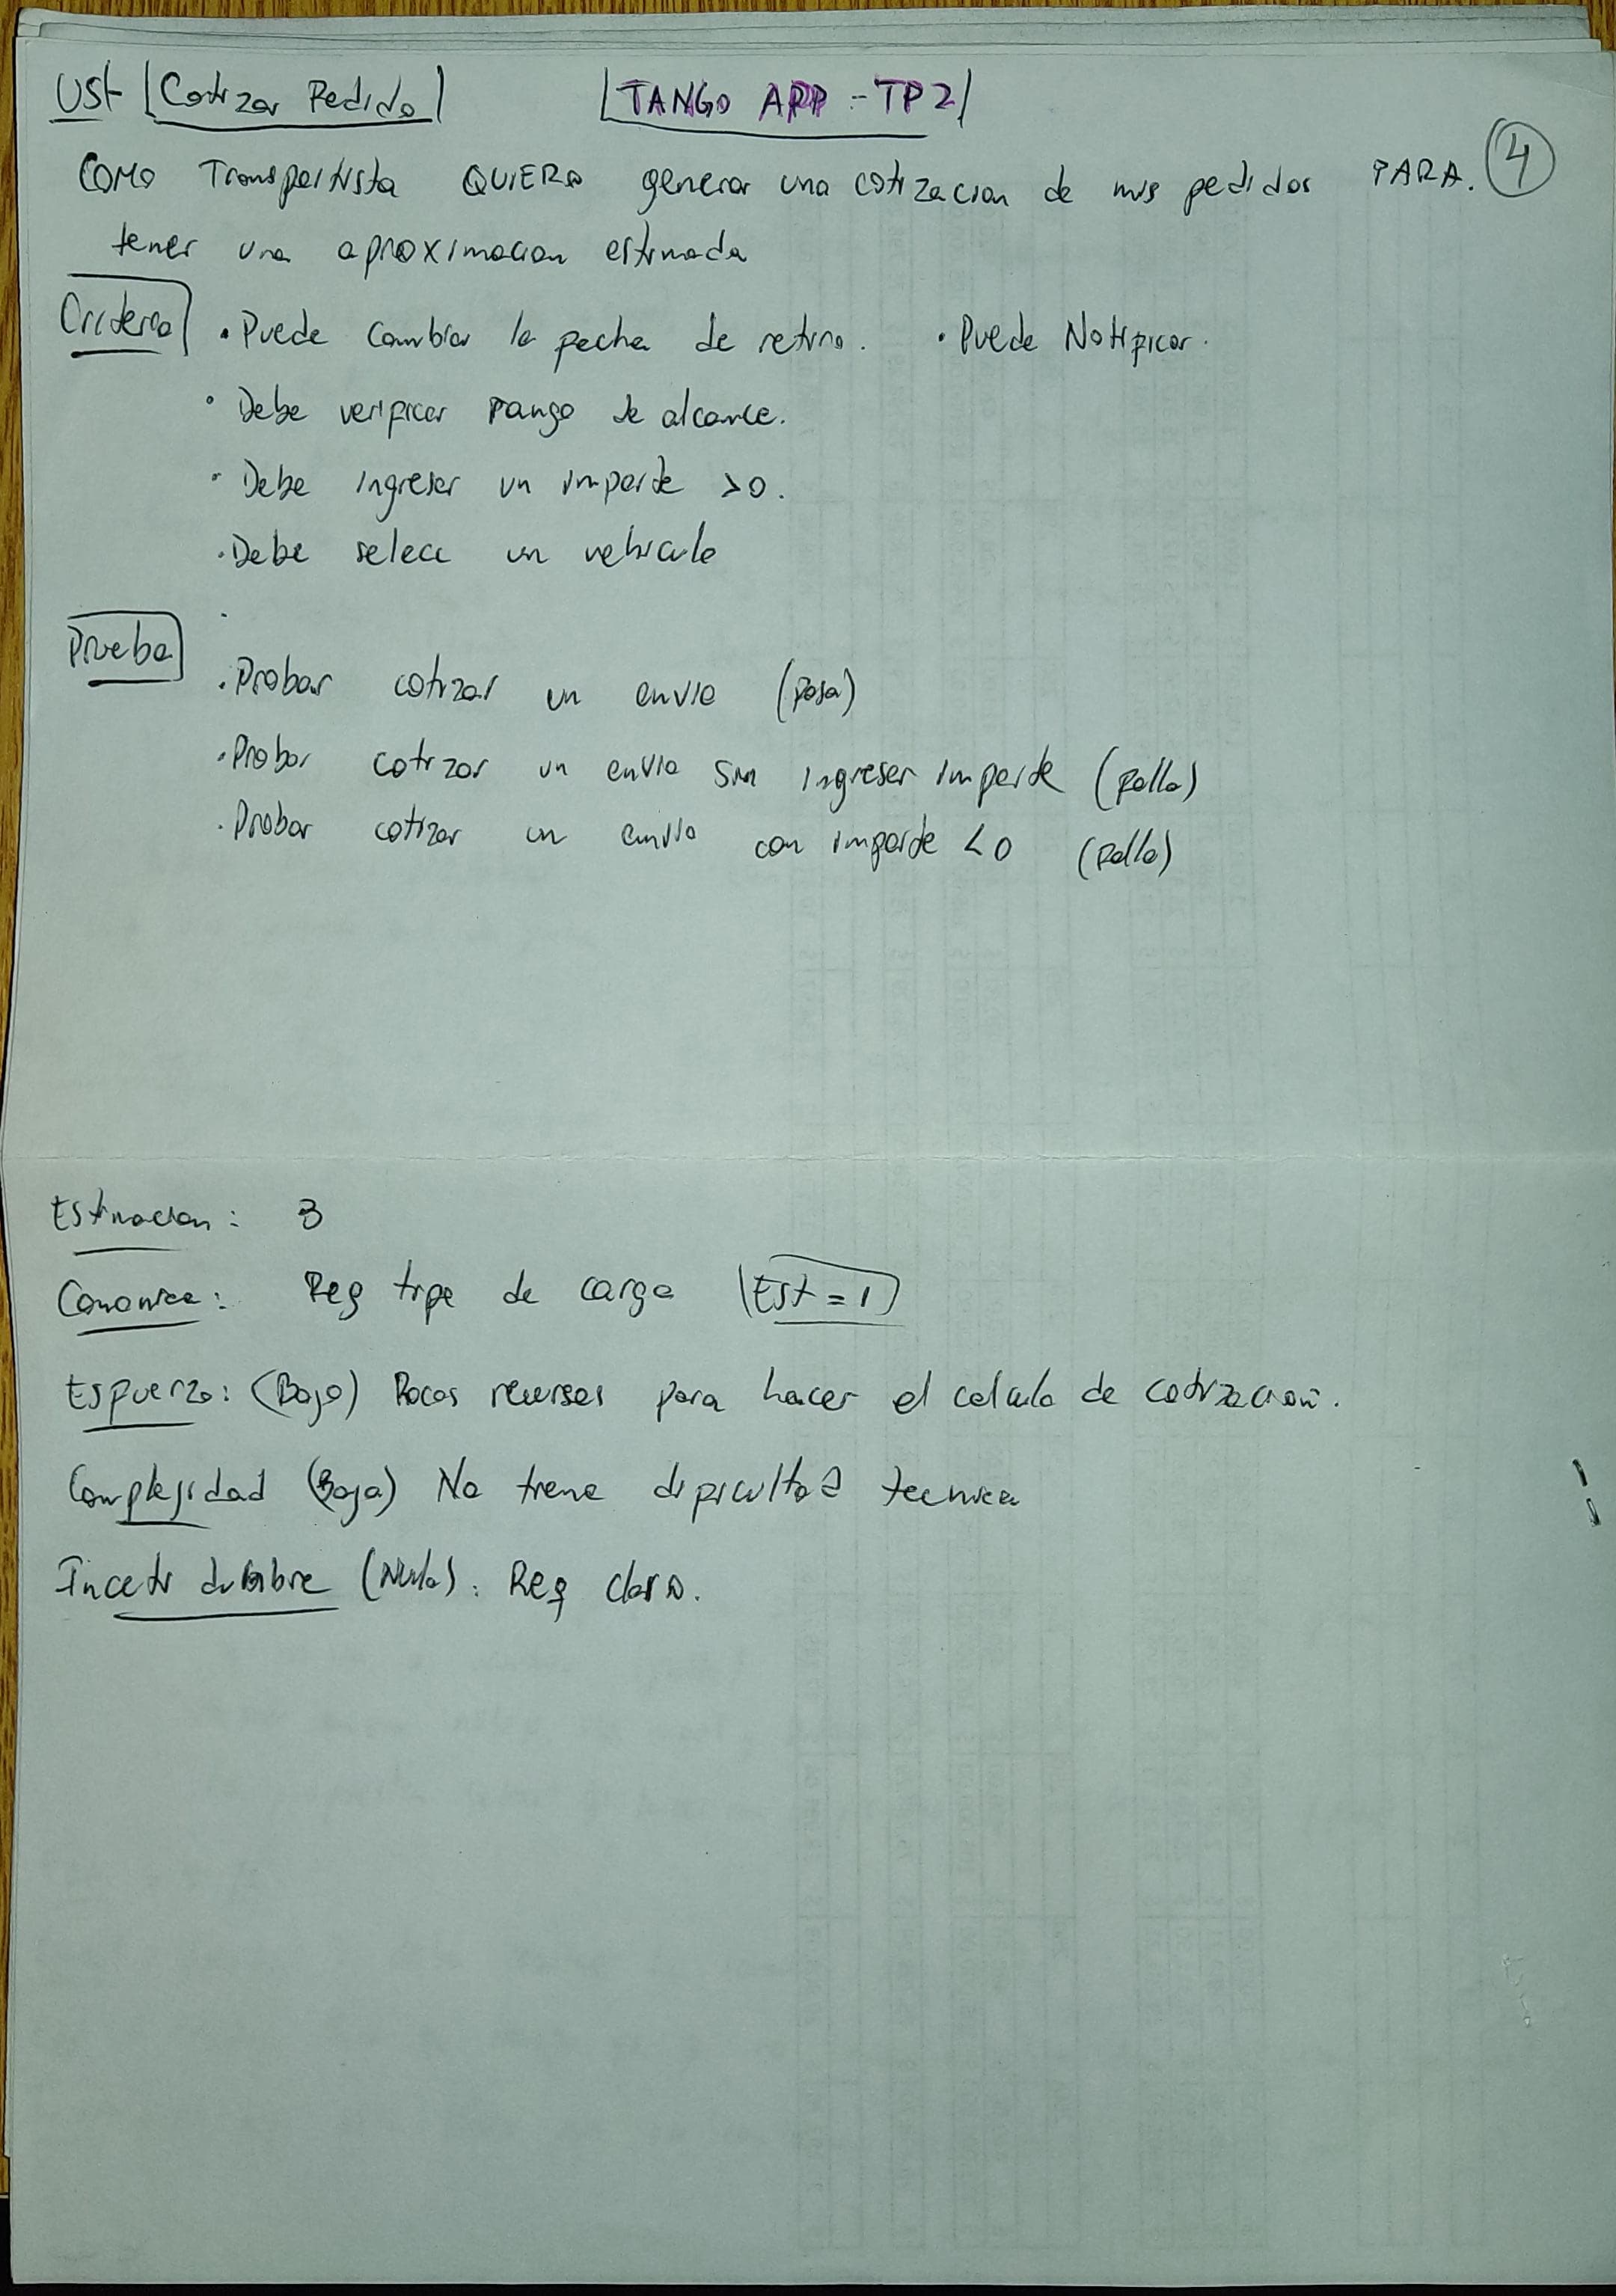 USt Cotizar Pedido TANGO APP - TP2
COMO Transportista QUIERO generar una cotizacion de mis pedidos PARA. 4
tener una aproximacion estimada
Criterio • Puede cambiar la fecha de retiro. • Puede Notificar.
• Debe verificar rango de alcance.
• Debe ingresar un importe >0.
• Debe selecc un vehiculo
Prueba
• Probar cotizar un envio (pasa)
• Probar cotizar un envio sin ingresar importe (falla)
• Probar cotizar un envio con importe < 0 (falla)
Estimacion: 3
Canonica: Reg tipo de carga (Est = 1)
Esfuerzo: (Bajo) Pocos recursos para hacer el calculo de cotizacion.
Complejidad (Baja) No tiene dificultad tecnica
Incertidumbre (Nula): Req claro.